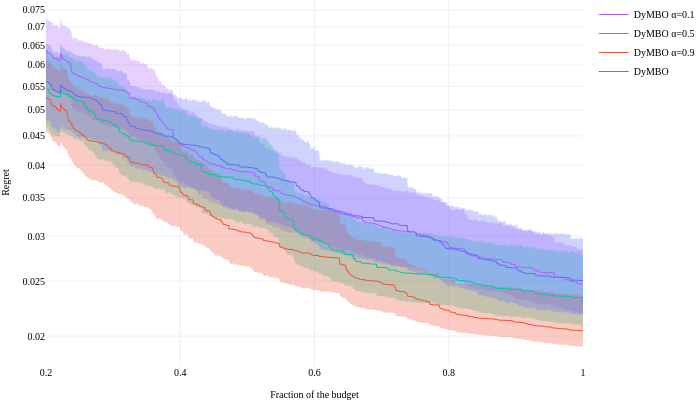 0.075
0.07
0.065
0.06
0.055
0.05
0.045
0.04
0.035
0.03
0.025
0.02
Regret
0.2
0.4
0.6
0.8
1
Fraction of the budget
DyMBO α=0.1
DyMBO α=0.5
DyMBO α=0.9
DyMBO